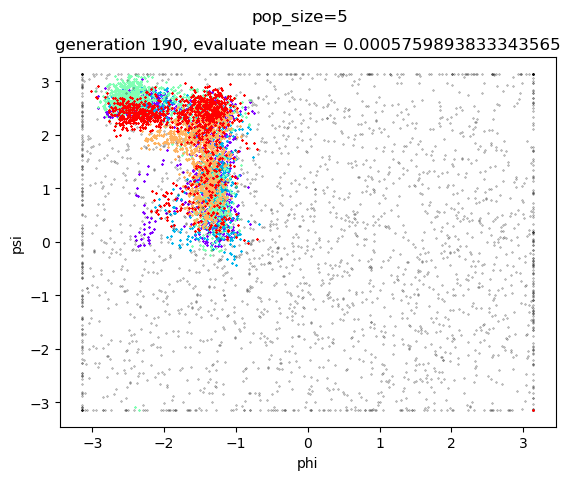 pop_size=5
generation 190, evaluate mean = 0.0005759893833343565
3
2
1
0
−1
−2
−3
psi
−3 −2 −1 0 1 2 3
phi